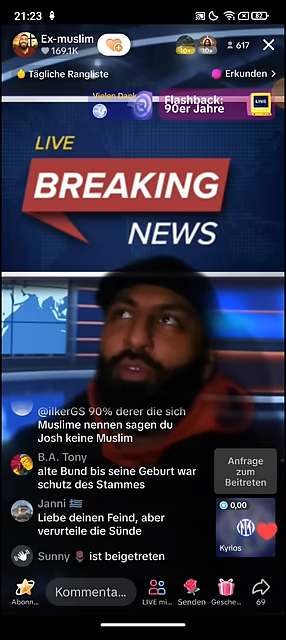 21:23
82
Ex-muslim
169.1K
10+
617
Tägliche Rangliste
Erkunden >
Vielen Dank
Flashback:
90er Jahre
LIVE
LIVE
BREAKING
NEWS
@ilkerGS 90% derer die sich
Muslime nennen sagen du
Josh keine Muslim
B.A. Tony
alte Bund bis seine Geburt war
schutz des Stammes
Anfrage
zum
Beitreten
Janni 🇬🇷
Liebe deinen Feind, aber
verurteile die Sünde
0,00
Kyrios
Sunny 🌷 ist beigetreten
Kommenta...
Abonn...
LIVE mi...
Senden
Gesche...
69